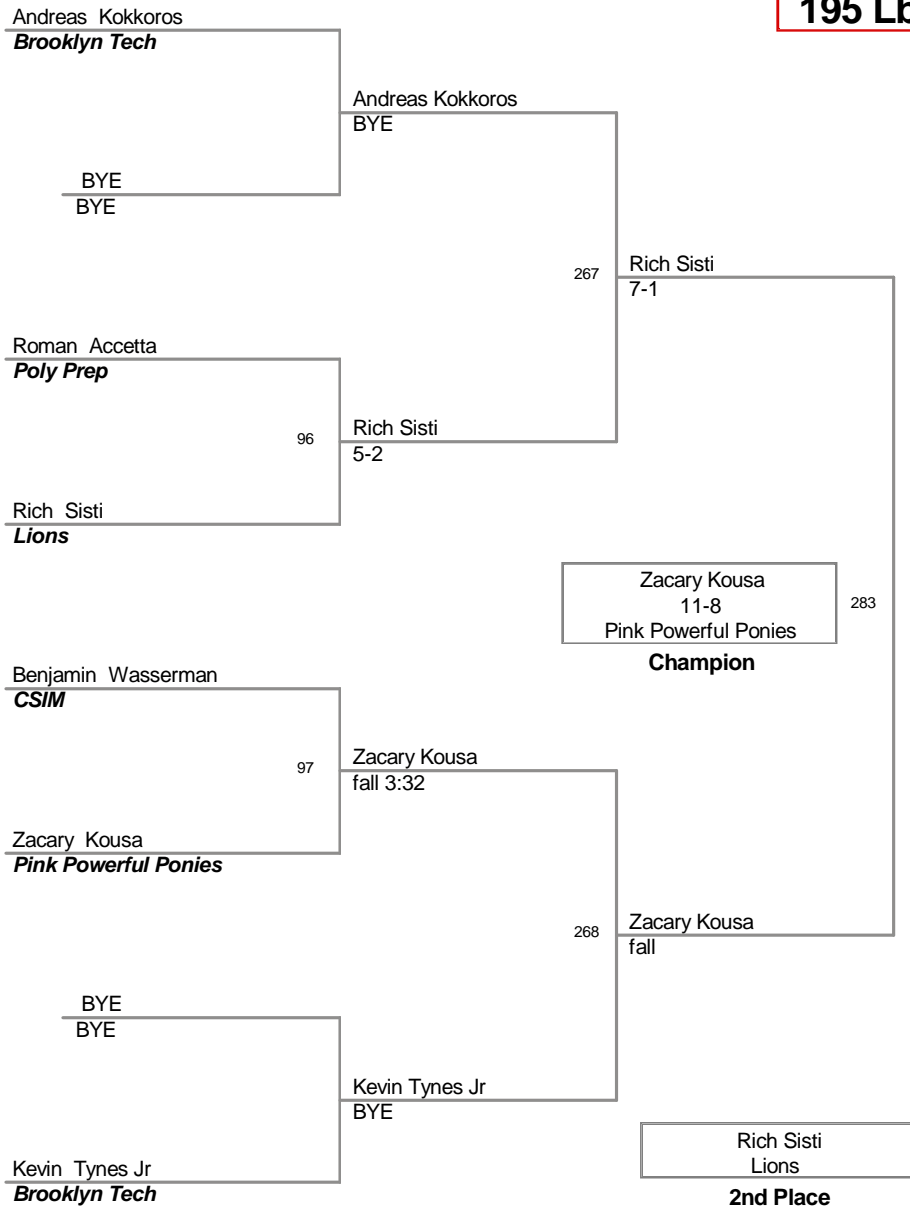 195 Lb
Andreas Kokkoros
Brooklyn Tech
Andreas Kokkoros
BYE
BYE
BYE
267
Rich Sisti
7-1
Roman Accetta
Poly Prep
96
Rich Sisti
5-2
Rich Sisti
Lions
Zacary Kousa
11-8
Pink Powerful Ponies
283
Champion
Benjamin Wasserman
CSIM
97
Zacary Kousa
fall 3:32
Zacary Kousa
Pink Powerful Ponies
268
Zacary Kousa
fall
BYE
BYE
Kevin Tynes Jr
BYE
Kevin Tynes Jr
Brooklyn Tech
Rich Sisti
Lions
2nd Place